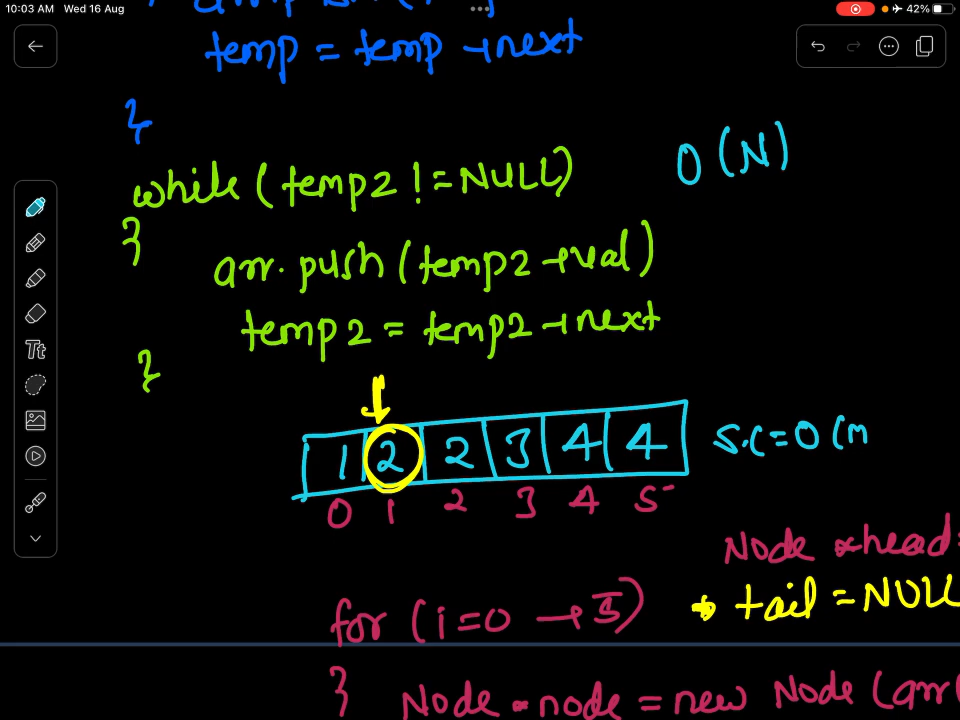 10:03 AM Wed 16 Aug
42%
temp = temp → next
}
while (temp2 != NULL)
O(N)
{
arr. push (temp2 → val)
temp2 = temp2 → next
}
Tt
1 2 2 3 4 4
S.C = O(n
0 1 2 3 4 5
Node *head =
* tail = NULL
for (i=0 → 5)
{
Node * node = new Node (arr(